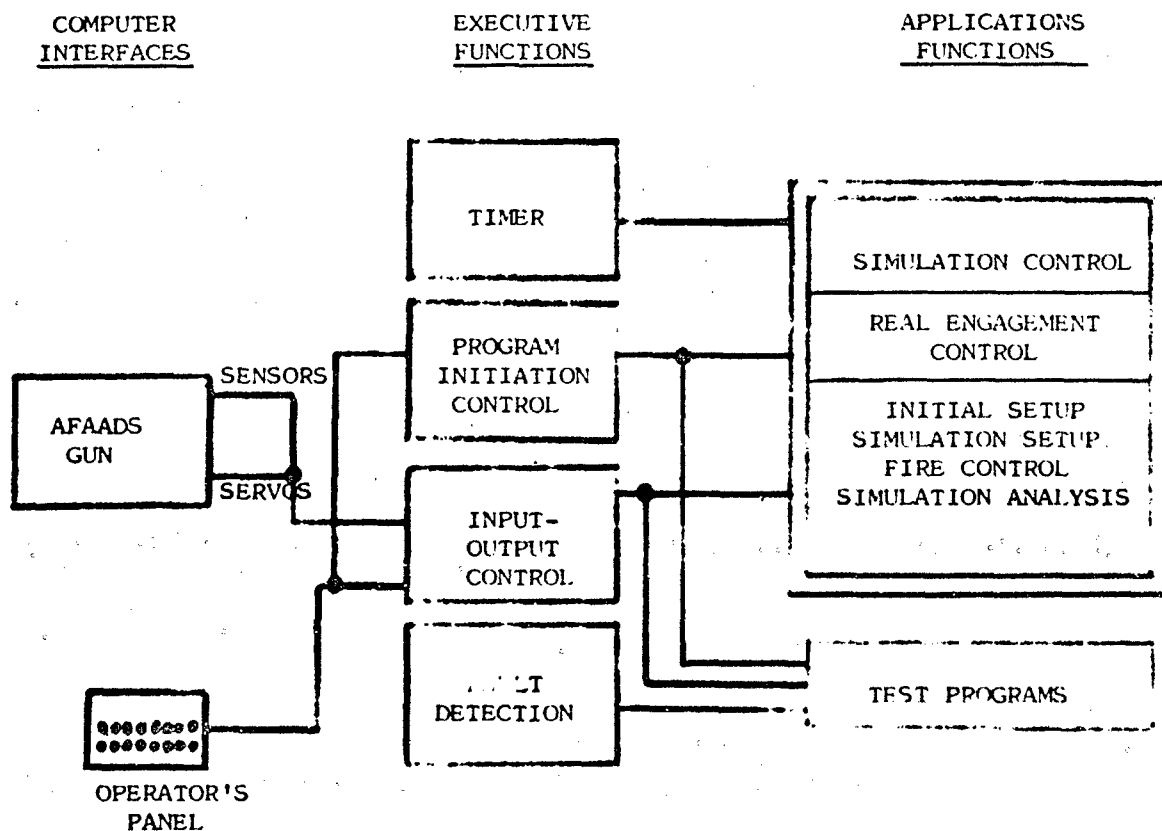 COMPUTER
INTERFACES
EXECUTIVE
FUNCTIONS
APPLICATIONS
FUNCTIONS
TIMER
PROGRAM
INITIATION
CONTROL
INPUT-
OUTPUT
CONTROL
DETECTION
SENSORS
AFAADS
GUN
SERVOS
OPERATOR'S
PANEL
SIMULATION CONTROL
REAL ENGAGEMENT
CONTROL
INITIAL SETUP
SIMULATION SETUP
FIRE CONTROL
SIMULATION ANALYSIS
TEST PROGRAMS